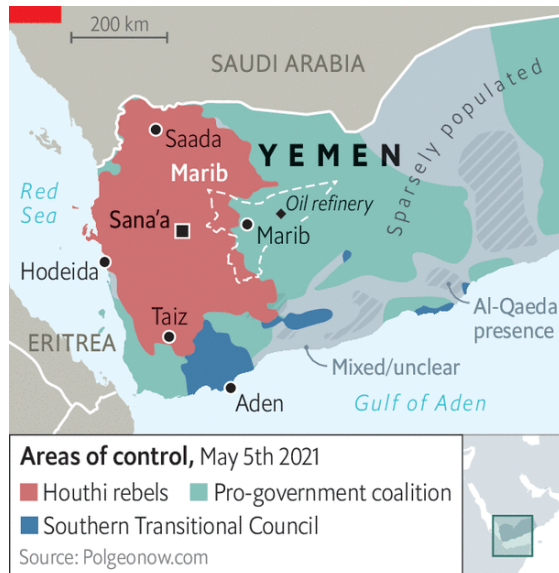 200 km
SAUDI ARABIA
Sparsely populated
Saada
YEMEN
Marib
Red
Sea
Oil refinery
Sana'a
Marib
Hodeida
Taiz
Al-Qaeda
presence
ERITREA
Mixed/unclear
Aden
Gulf of Aden
Areas of control, May 5th 2021
Houthi rebels
Pro-government coalition
Southern Transitional Council
Source: Polgeonow.com